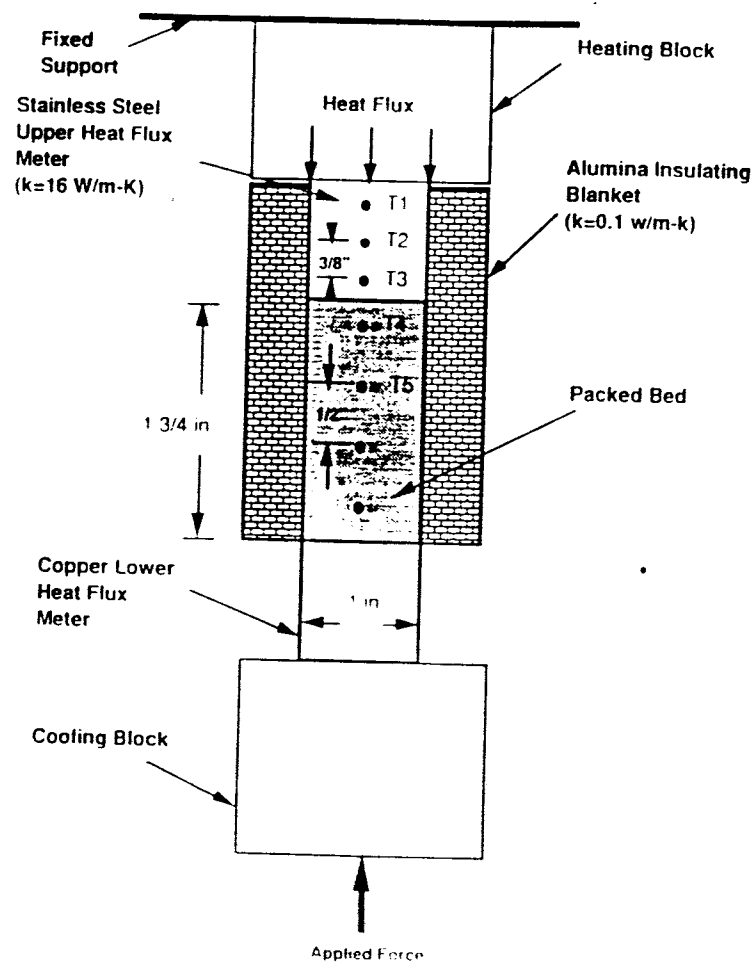 Fixed
Support
Heating Block
Stainless Steel
Upper Heat Flux
Meter
(k=16 W/m-K)
Heat Flux
Alumina Insulating
Blanket
(k=0.1 w/m-k)
T1
T2
3/8"
T3
T4
T5
1/2"
1 3/4 in
Packed Bed
Copper Lower
Heat Flux
Meter
1 in
Cooling Block
Applied Force